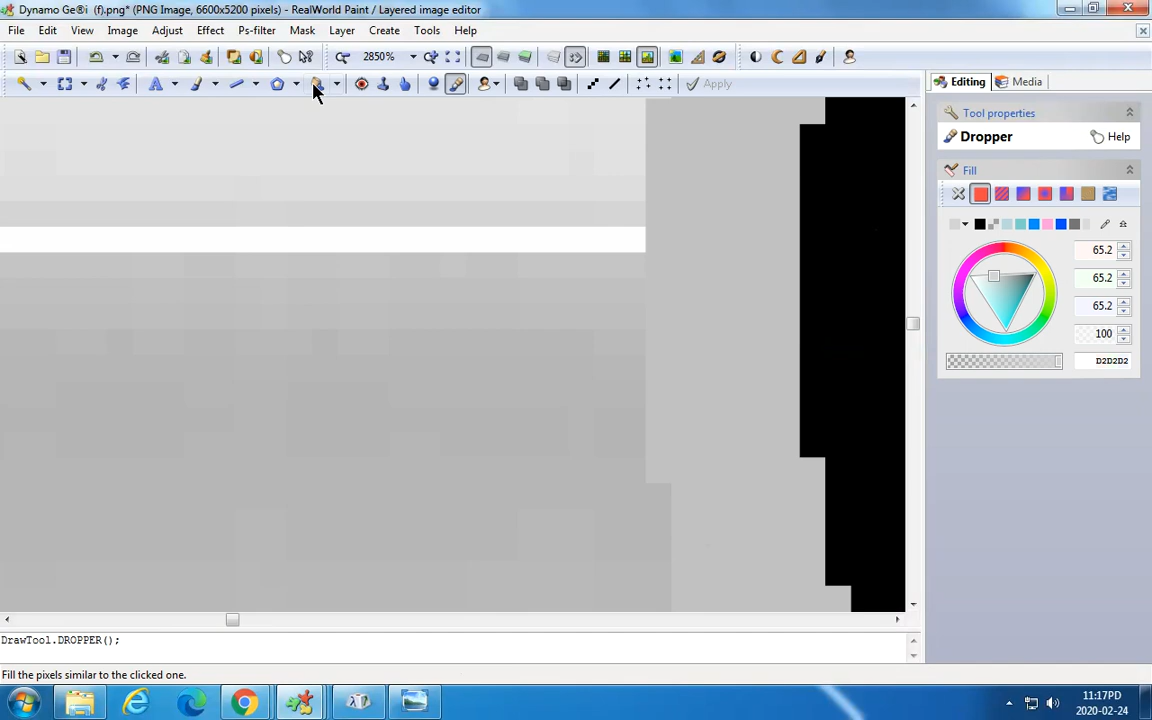 Dynamo Ge®i  (f).png* (PNG Image, 6600x5200 pixels) - RealWorld Paint / Layered image editor
File Edit View Image Adjust Effect Ps-filter Mask Layer Create Tools Help
2850%
Apply
Editing Media
Tool properties
Dropper Help
Fill
65.2
65.2
65.2
100
D2D2D2
DrawTool.DROPPER();
Fill the pixels similar to the clicked one.
11:17PD
2020-02-24